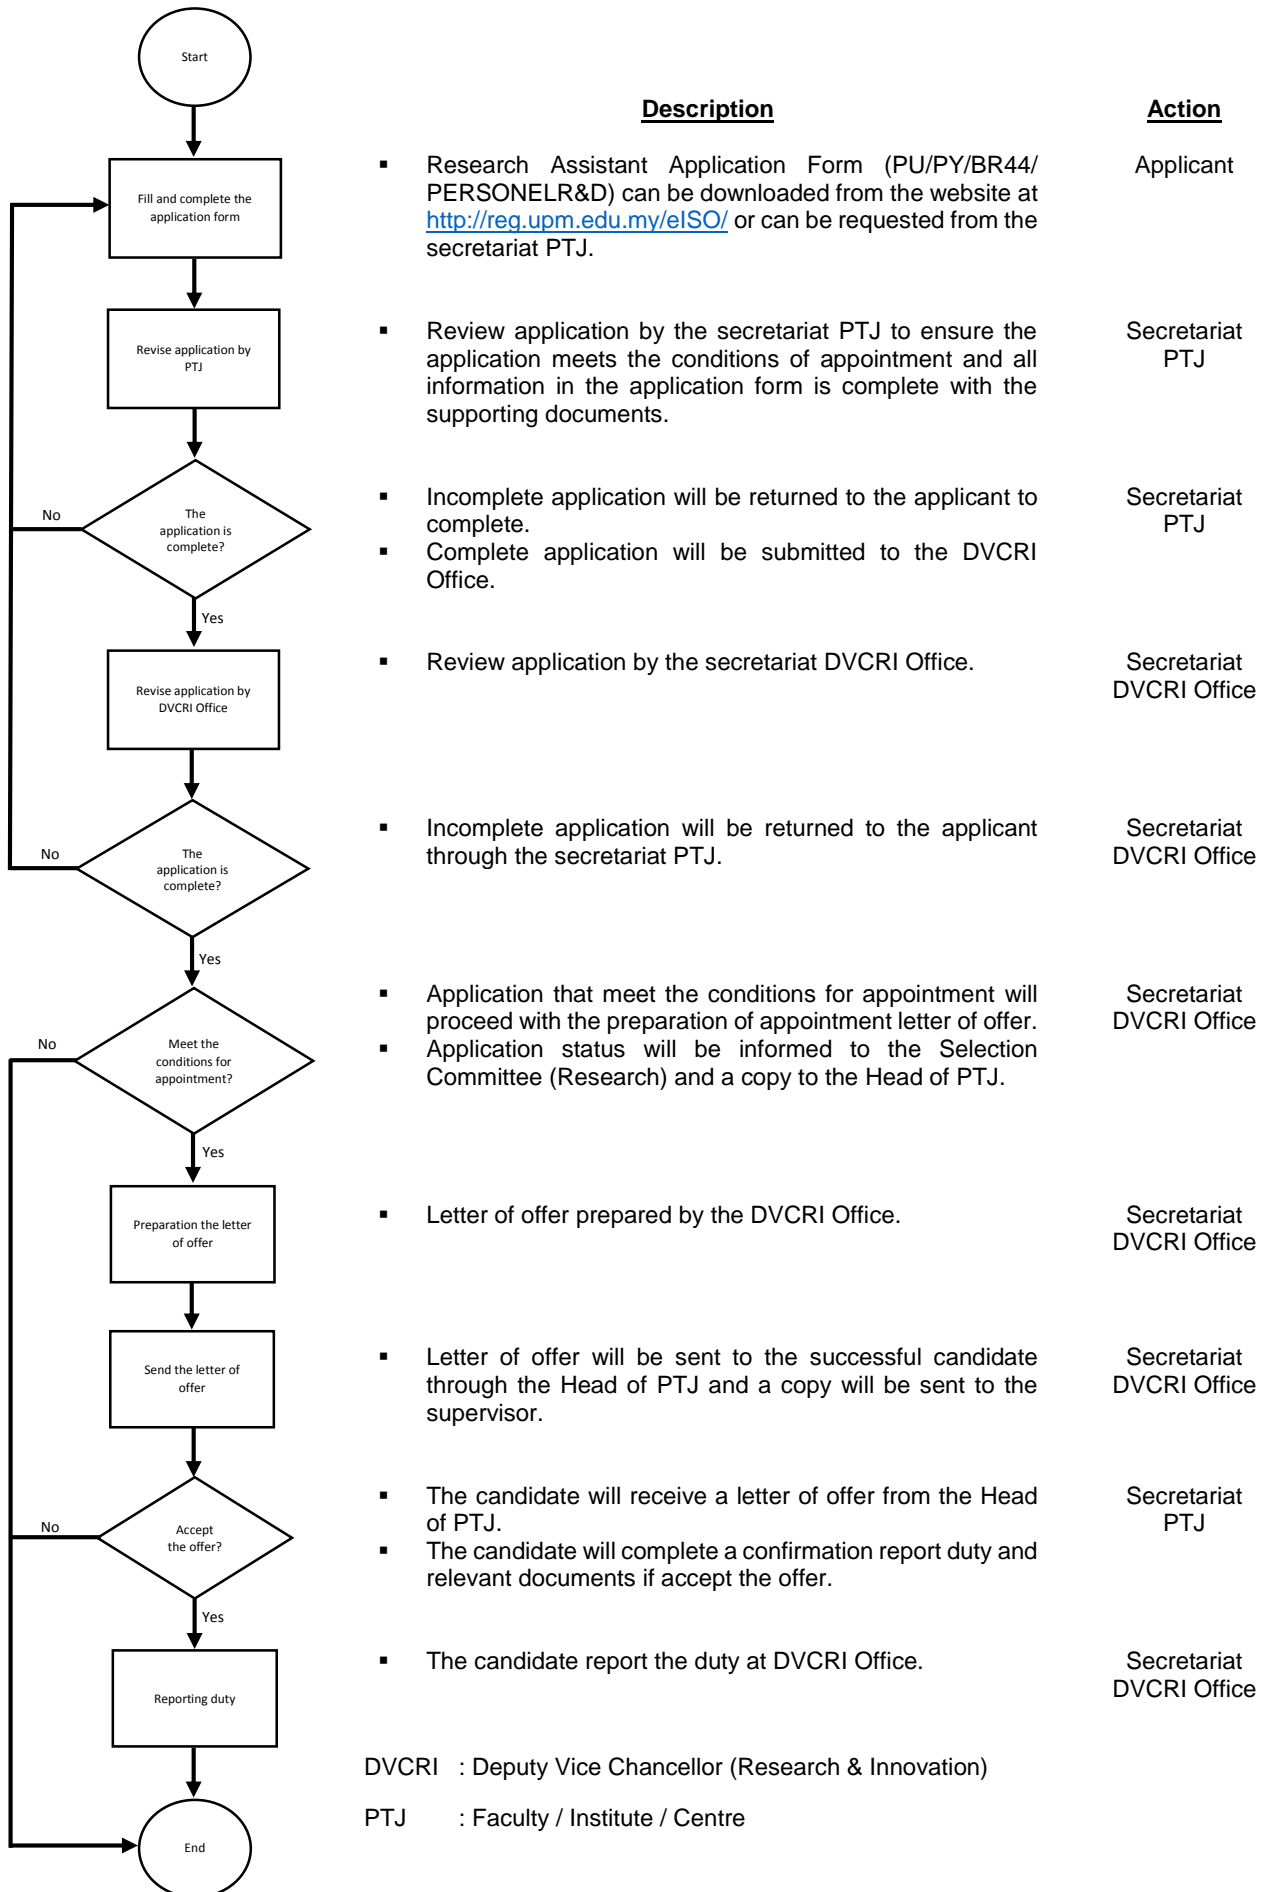 Start
Description
Action
Fill and complete the
application form
▪ Research Assistant Application Form (PU/PY/BR44/
PERSONELR&D) can be downloaded from the website at
http://reg.upm.edu.my/eISO/ or can be requested from the
secretariat PTJ.
Applicant
Revise application by
PTJ
▪ Review application by the secretariat PTJ to ensure the
application meets the conditions of appointment and all
information in the application form is complete with the
supporting documents.
Secretariat
PTJ
No
The
application is
complete?
Yes
▪ Incomplete application will be returned to the applicant to
complete.
▪ Complete application will be submitted to the DVCRI
Office.
Secretariat
PTJ
Revise application by
DVCRI Office
▪ Review application by the secretariat DVCRI Office.
Secretariat
DVCRI Office
No
The
application is
complete?
Yes
▪ Incomplete application will be returned to the applicant
through the secretariat PTJ.
Secretariat
DVCRI Office
No
Meet the
conditions for
appointment?
Yes
▪ Application that meet the conditions for appointment will
proceed with the preparation of appointment letter of offer.
▪ Application status will be informed to the Selection
Committee (Research) and a copy to the Head of PTJ.
Secretariat
DVCRI Office
Preparation the letter
of offer
▪ Letter of offer prepared by the DVCRI Office.
Secretariat
DVCRI Office
Send the letter of
offer
▪ Letter of offer will be sent to the successful candidate
through the Head of PTJ and a copy will be sent to the
supervisor.
Secretariat
DVCRI Office
No
Accept
the offer?
Yes
▪ The candidate will receive a letter of offer from the Head
of PTJ.
▪ The candidate will complete a confirmation report duty and
relevant documents if accept the offer.
Secretariat
PTJ
Reporting duty
▪ The candidate report the duty at DVCRI Office.
Secretariat
DVCRI Office
DVCRI : Deputy Vice Chancellor (Research & Innovation)
PTJ : Faculty / Institute / Centre
End